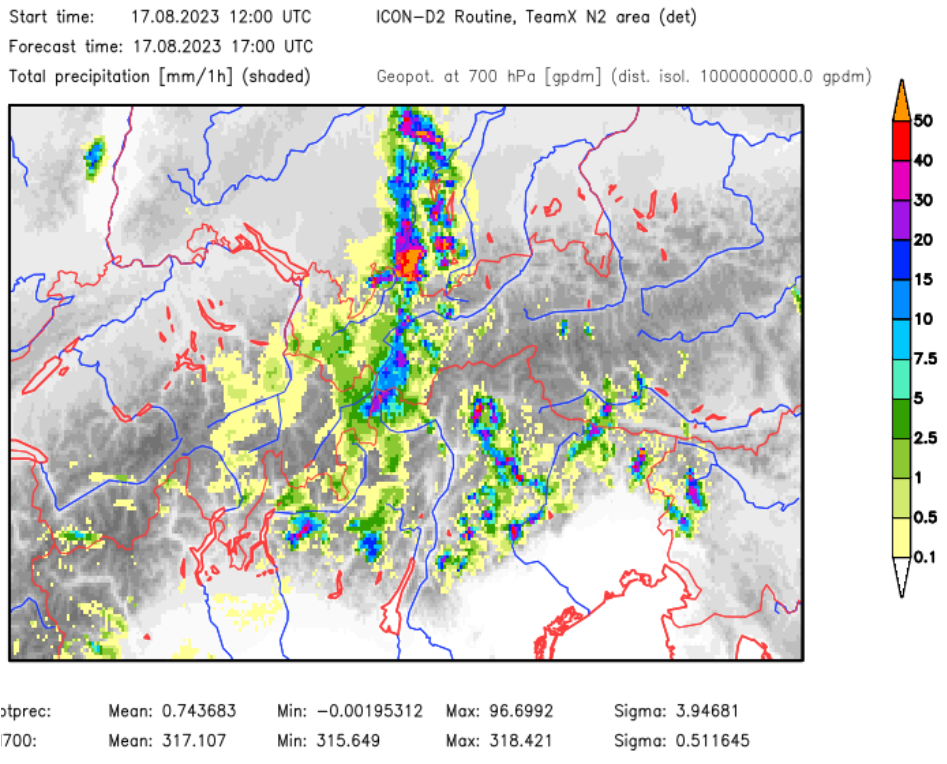 Start time: 17.08.2023 12:00 UTC ICON-D2 Routine, TeamX N2 area (det)
Forecast time: 17.08.2023 17:00 UTC
Total precipitation [mm/1h] (shaded) Geopot. at 700 hPa [gpdm] (dist. isol. 1000000000.0 gpdm)
50
40
30
20
15
10
7.5
5
2.5
1
0.5
0.1
otprec: Mean: 0.743683 Min: -0.00195312 Max: 96.6992 Sigma: 3.94681
700: Mean: 317.107 Min: 315.649 Max: 318.421 Sigma: 0.511645